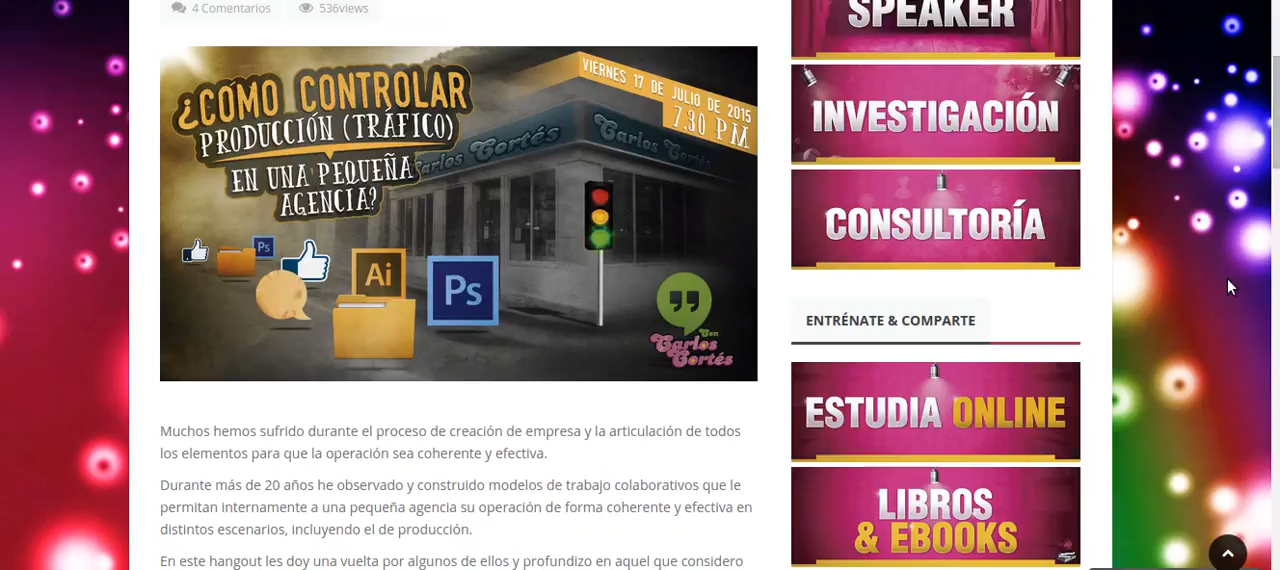 4 Comentarios
536views
¿CÓMO CONTROLAR
PRODUCCIÓN (TRÁFICO)
EN UNA PEQUEÑA
AGENCIA?
VIERNES 17 DE JULIO DE 2015
7.30 PM
Carlos Cortés
Carlos Cortés
Ps
Ai
Ps
Con
Carlos
Cortés
Muchos hemos sufrido durante el proceso de creación de empresa y la articulación de todos
los elementos para que la operación sea coherente y efectiva.
Durante más de 20 años he observado y construido modelos de trabajo colaborativos que le
permitan internamente a una pequeña agencia su operación de forma coherente y efectiva en
distintos escenarios, incluyendo el de producción.
En este hangout les doy una vuelta por algunos de ellos y profundizo en aquel que considero
SPEAKER
INVESTIGACIÓN
CONSULTORÍA
ENTRÉNATE & COMPARTE
ESTUDIA ONLINE
LIBROS
& EBOOKS